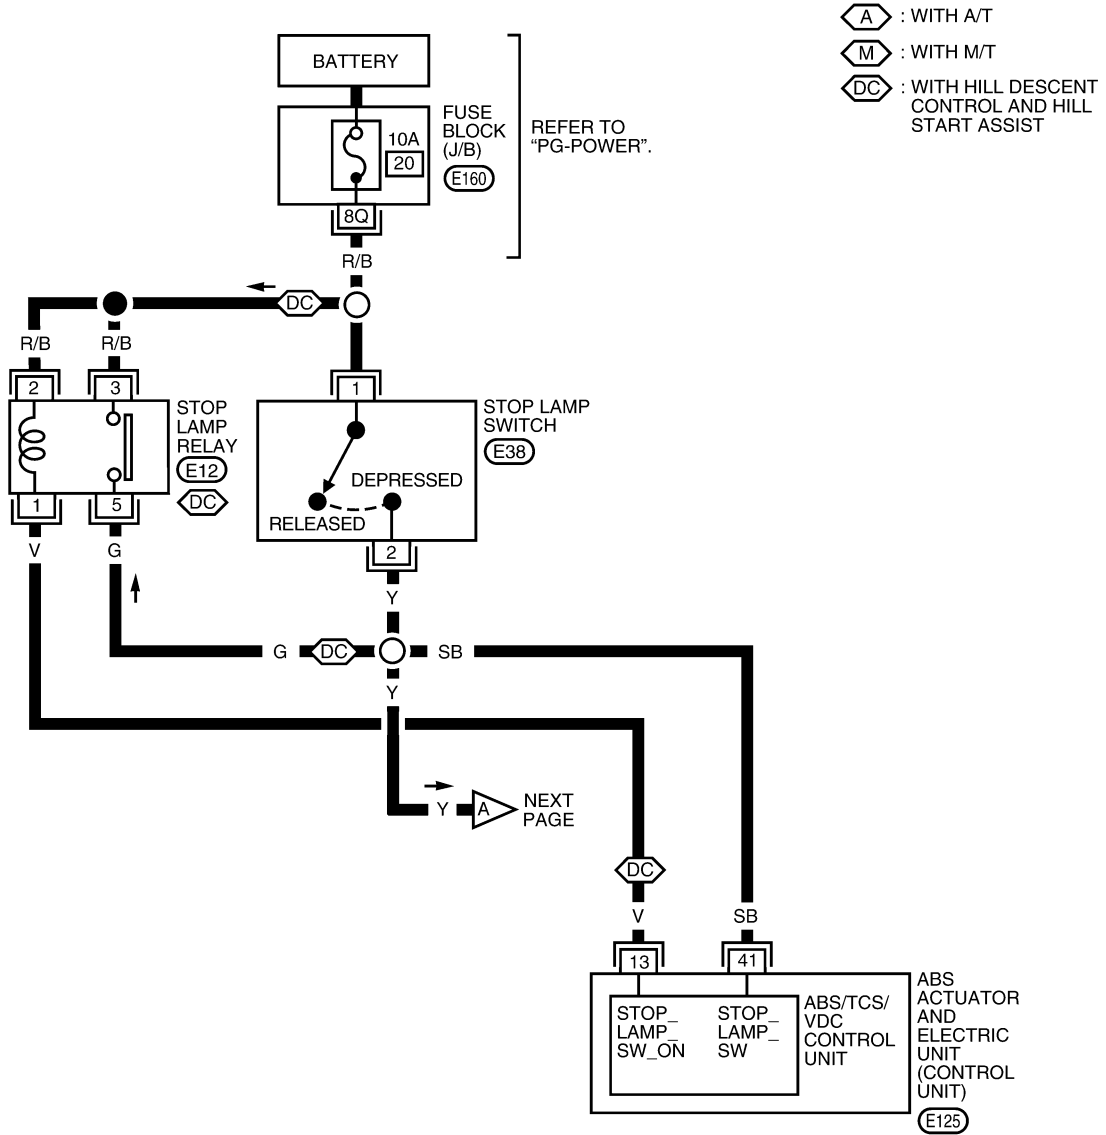 A : WITH A/T
M : WITH M/T
DC : WITH HILL DESCENT
CONTROL AND HILL
START ASSIST
BATTERY
FUSE
BLOCK
(J/B)
E160
10A
20
REFER TO
“PG-POWER”.
8Q
R/B
DC
R/B
R/B
2
3
1
STOP
LAMP
RELAY
E12
DC
STOP LAMP
SWITCH
E38
DEPRESSED
RELEASED
1
5
2
V
G
Y
G
DC
SB
Y
Y
A
NEXT
PAGE
DC
V
SB
13
41
STOP_
LAMP_
SW_ON
STOP_
LAMP_
SW
ABS/TCS/
VDC
CONTROL
UNIT
ABS
ACTUATOR
AND
ELECTRIC
UNIT
(CONTROL
UNIT)
E125